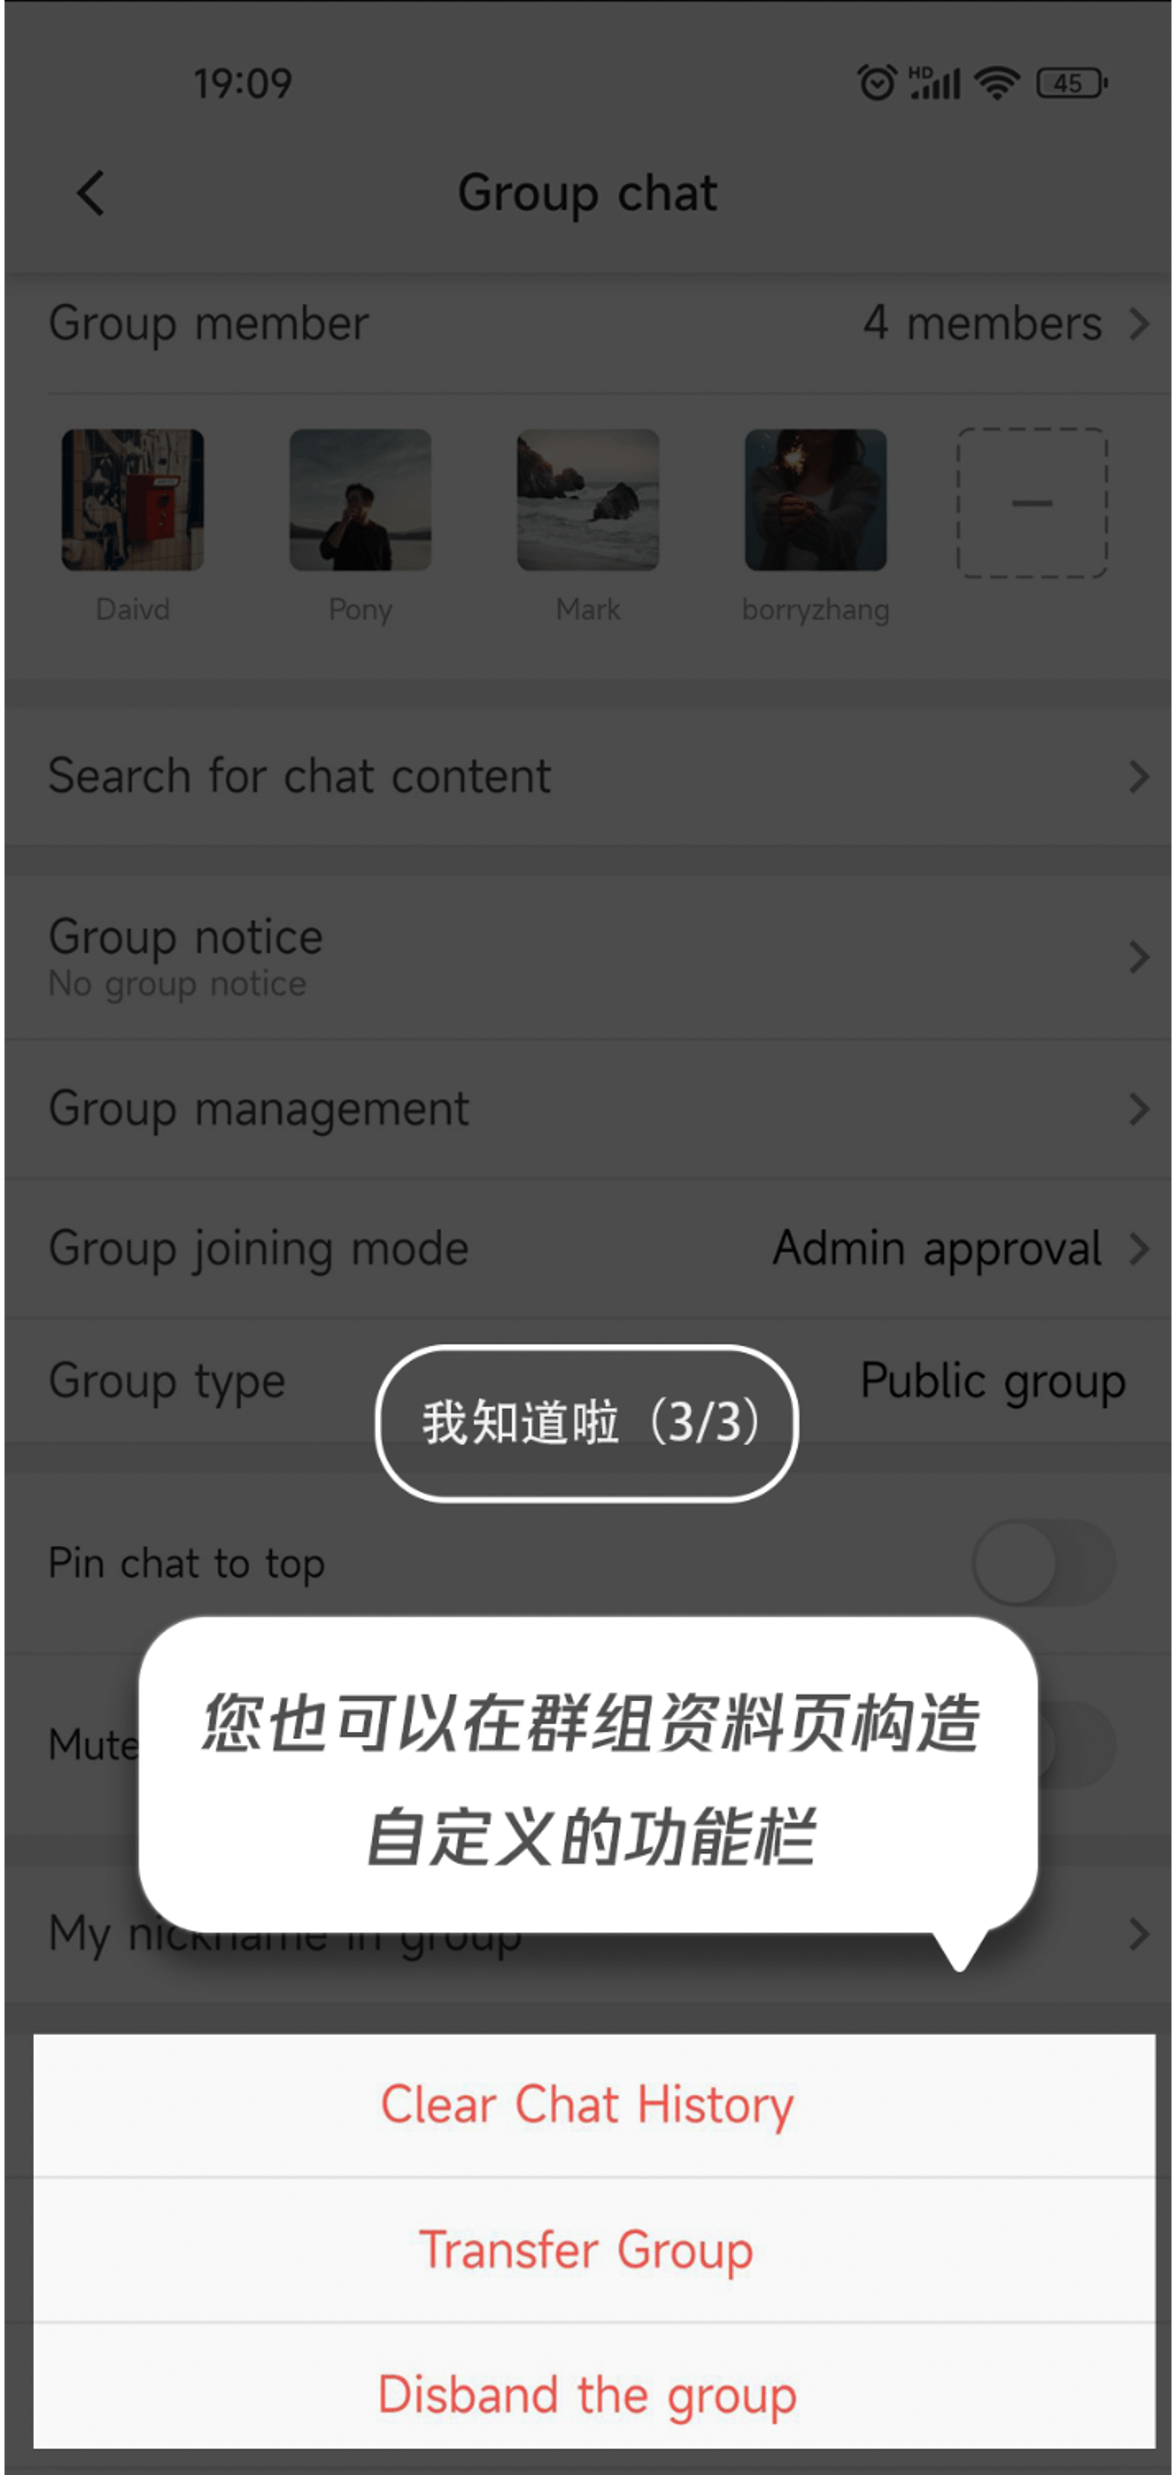 19:09
HD
45
Group chat
Group member 4 members
Daivd Pony Mark borryzhang
Search for chat content
Group notice
No group notice
Group management
Group joining mode Admin approval
Group type Public group
我知道啦（3/3）
Pin chat to top
您也可以在群组资料页构造
Mute
自定义的功能栏
My nickname in group
Clear Chat History
Transfer Group
Disband the group